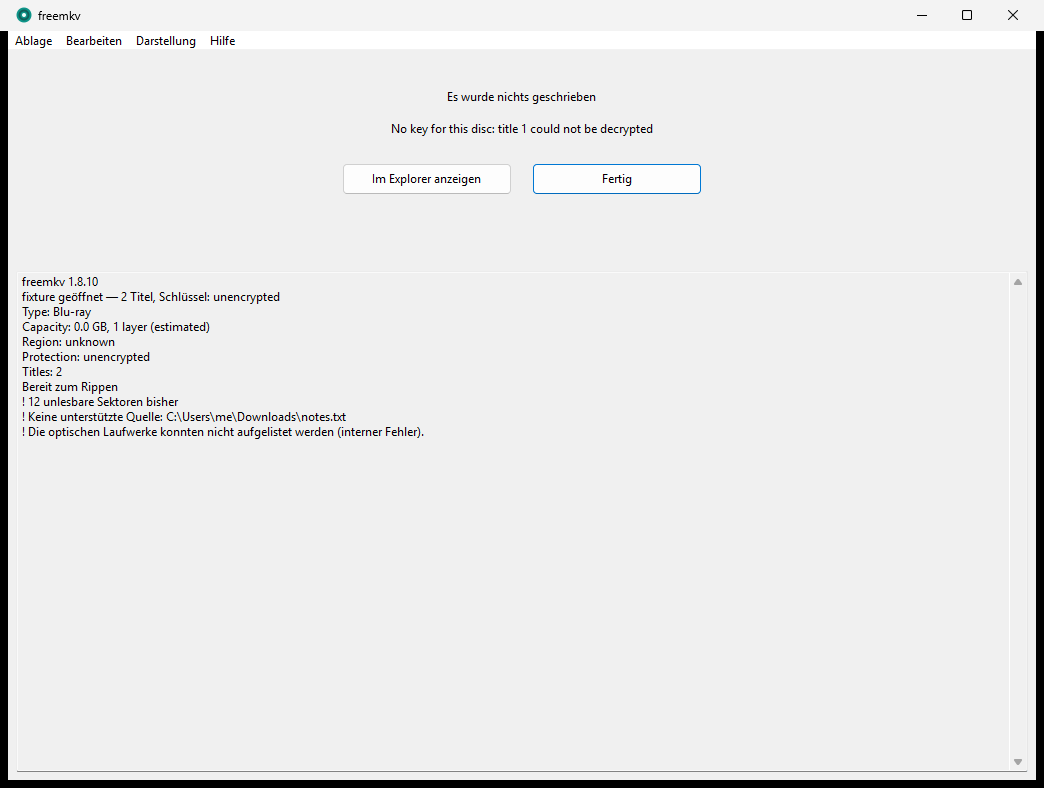 freemkv
Ablage Bearbeiten Darstellung Hilfe
Es wurde nichts geschrieben
No key for this disc: title 1 could not be decrypted
Im Explorer anzeigen Fertig
freemkv 1.8.10
fixture geöffnet — 2 Titel, Schlüssel: unencrypted
Type: Blu-ray
Capacity: 0.0 GB, 1 layer (estimated)
Region: unknown
Protection: unencrypted
Titles: 2
Bereit zum Rippen
! 12 unlesbare Sektoren bisher
! Keine unterstützte Quelle: C:\Users\me\Downloads\notes.txt
! Die optischen Laufwerke konnten nicht aufgelistet werden (interner Fehler).